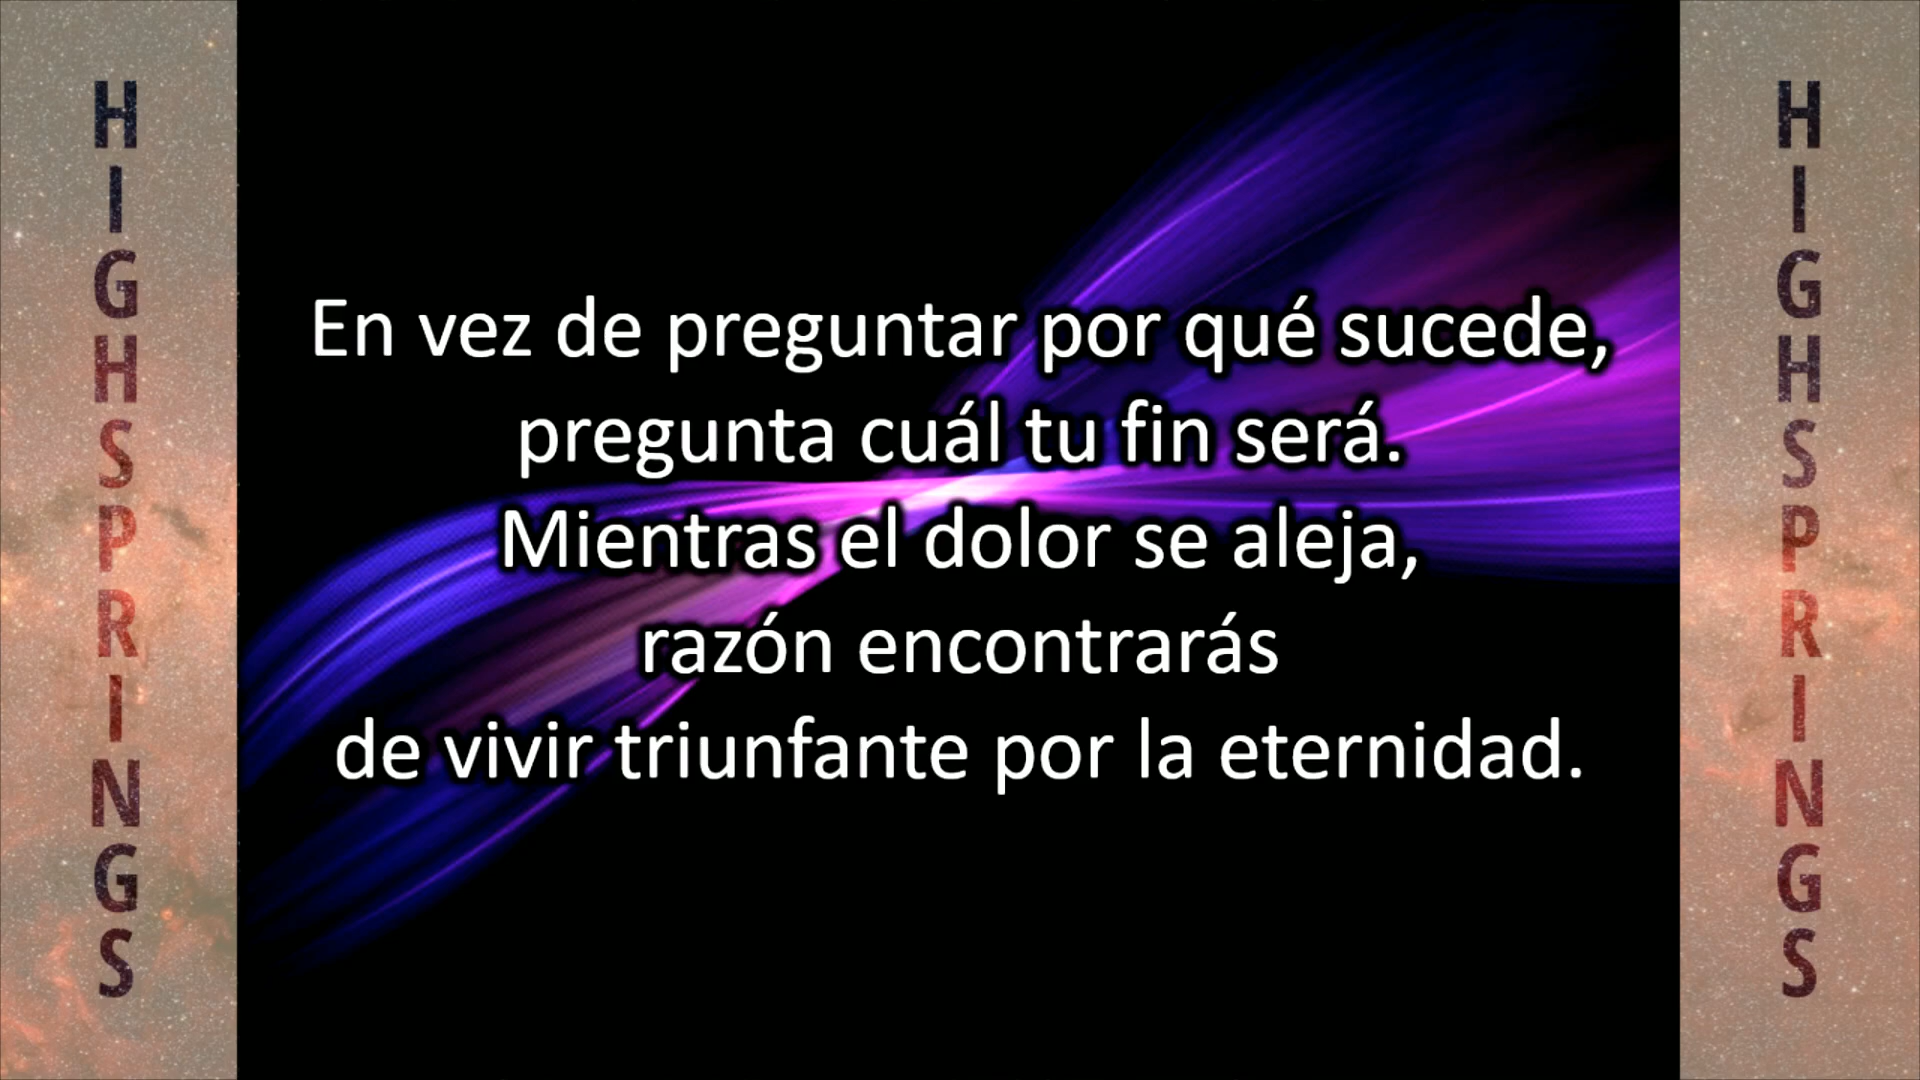 HIGHSPRINGS
En vez de preguntar por qué sucede,
pregunta cuál tu fin será.
Mientras el dolor se aleja,
razón encontrarás
de vivir triunfante por la eternidad.
HIGHSPRINGS